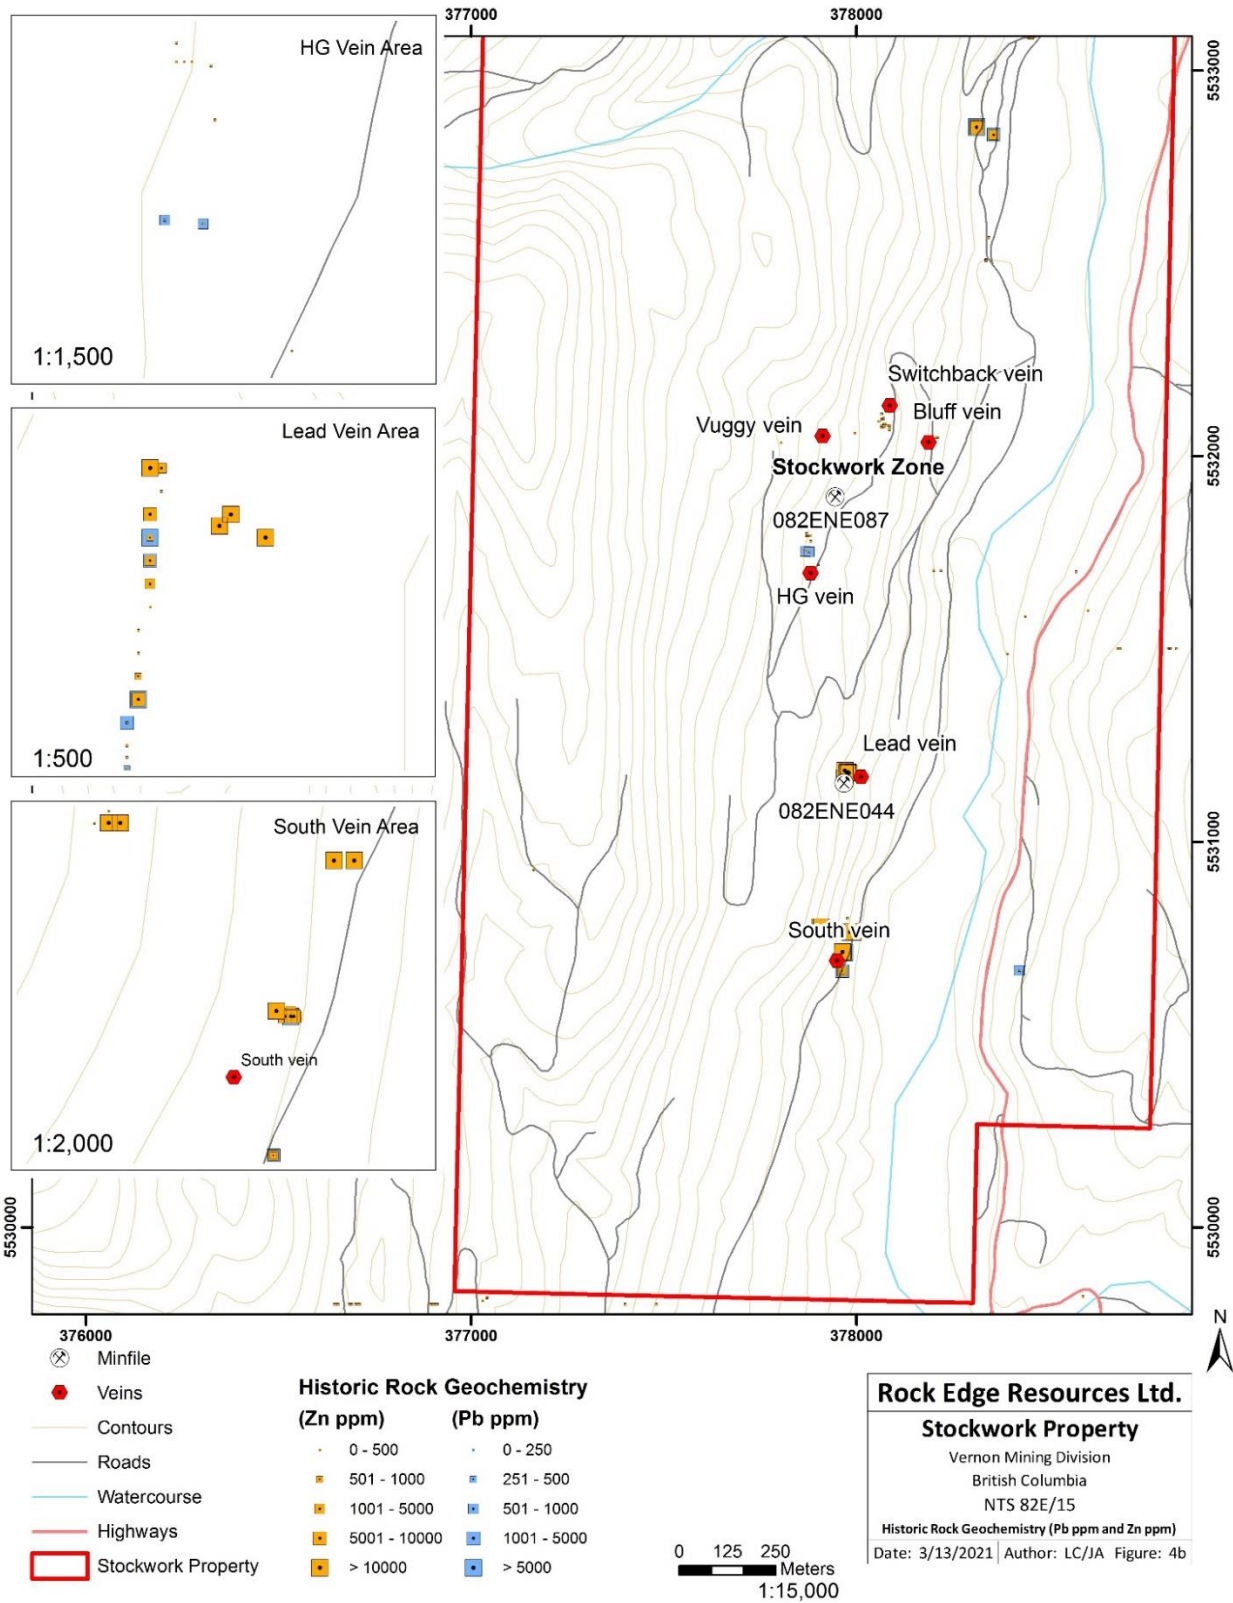 377000
378000
HG Vein Area
1:1,500
Lead Vein Area
1:500
South Vein Area
South vein
1:2,000
5533000
5532000
5531000
5530000
5530000
Switchback vein
Vuggy vein
Bluff vein
Stockwork Zone
082ENE087
HG vein
Lead vein
082ENE044
South vein
376000
377000
378000
N
Minfile
Veins
Contours
Roads
Watercourse
Highways
Stockwork Property
Historic Rock Geochemistry
(Zn ppm) (Pb ppm)
0 - 500 0 - 250
501 - 1000 251 - 500
1001 - 5000 501 - 1000
5001 - 10000 1001 - 5000
> 10000 > 5000
0 125 250
Meters
1:15,000
Rock Edge Resources Ltd.
Stockwork Property
Vernon Mining Division
British Columbia
NTS 82E/15
Historic Rock Geochemistry (Pb ppm and Zn ppm)
Date: 3/13/2021 Author: LC/JA Figure: 4b